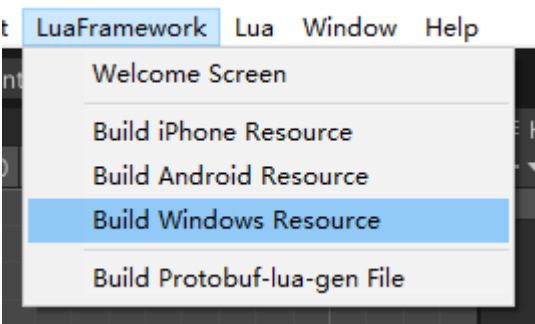 t LuaFramework Lua Window Help
nt
Welcome Screen
Build iPhone Resource
Build Android Resource
Build Windows Resource
Build Protobuf-lua-gen File